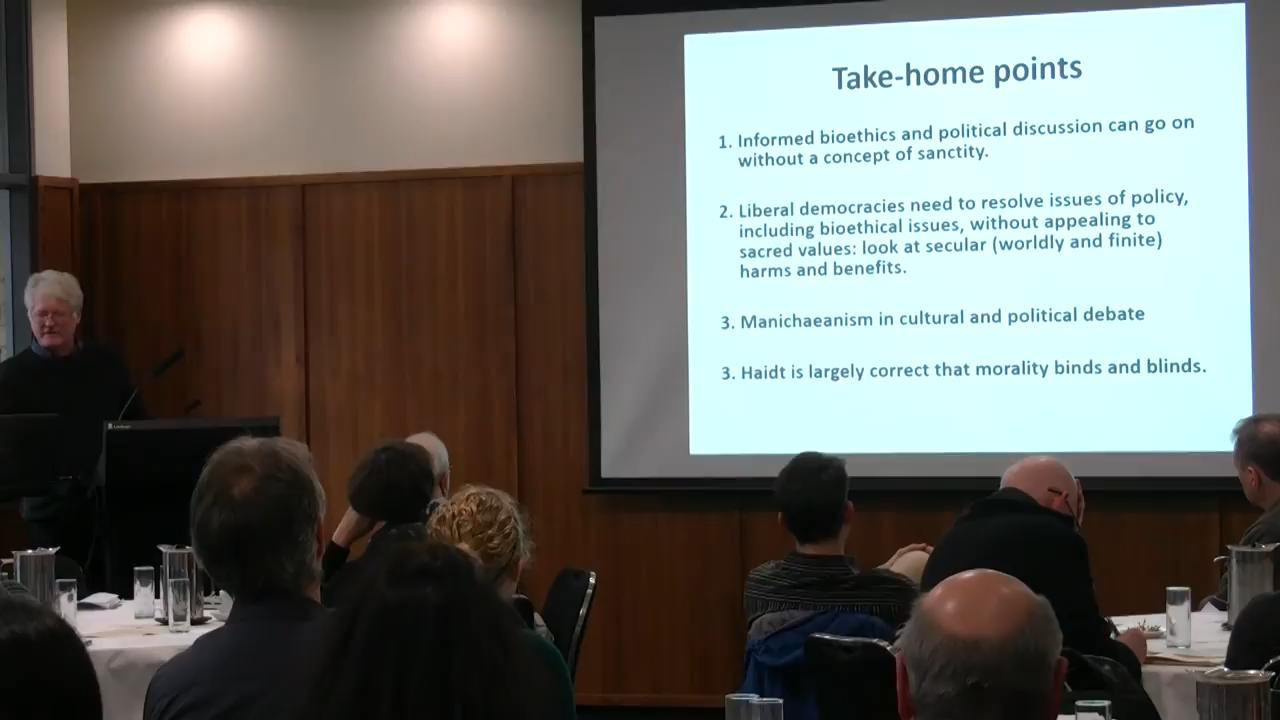 Take-home points
1. Informed bioethics and political discussion can go on
without a concept of sanctity.
2. Liberal democracies need to resolve issues of policy,
including bioethical issues, without appealing to
sacred values: look at secular (worldly and finite)
harms and benefits.
3. Manichaeanism in cultural and political debate
3. Haidt is largely correct that morality binds and blinds.